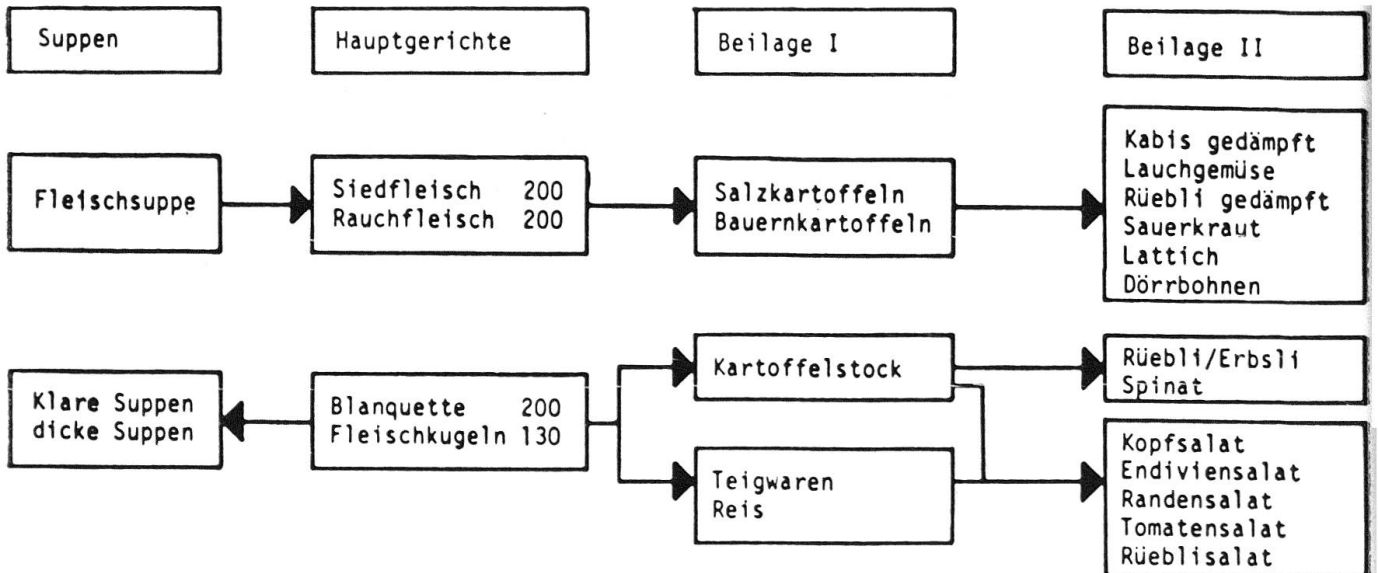 Suppen
Hauptgerichte
Beilage I
Beilage II
Fleischsuppe
Siedfleisch 200
Rauchfleisch 200
Salzkartoffeln
Bauernkartoffeln
Kabis gedämpft
Lauchgemüse
Rüebli gedämpft
Sauerkraut
Lattich
Dörrbohnen
Klare Suppen
dicke Suppen
Blanquette 200
Fleischkugeln 130
Kartoffelstock
Teigwaren
Reis
Rüebli/Erbsli
Spinat
Kopfsalat
Endiviensalat
Randensalat
Tomatensalat
Rüeblisalat